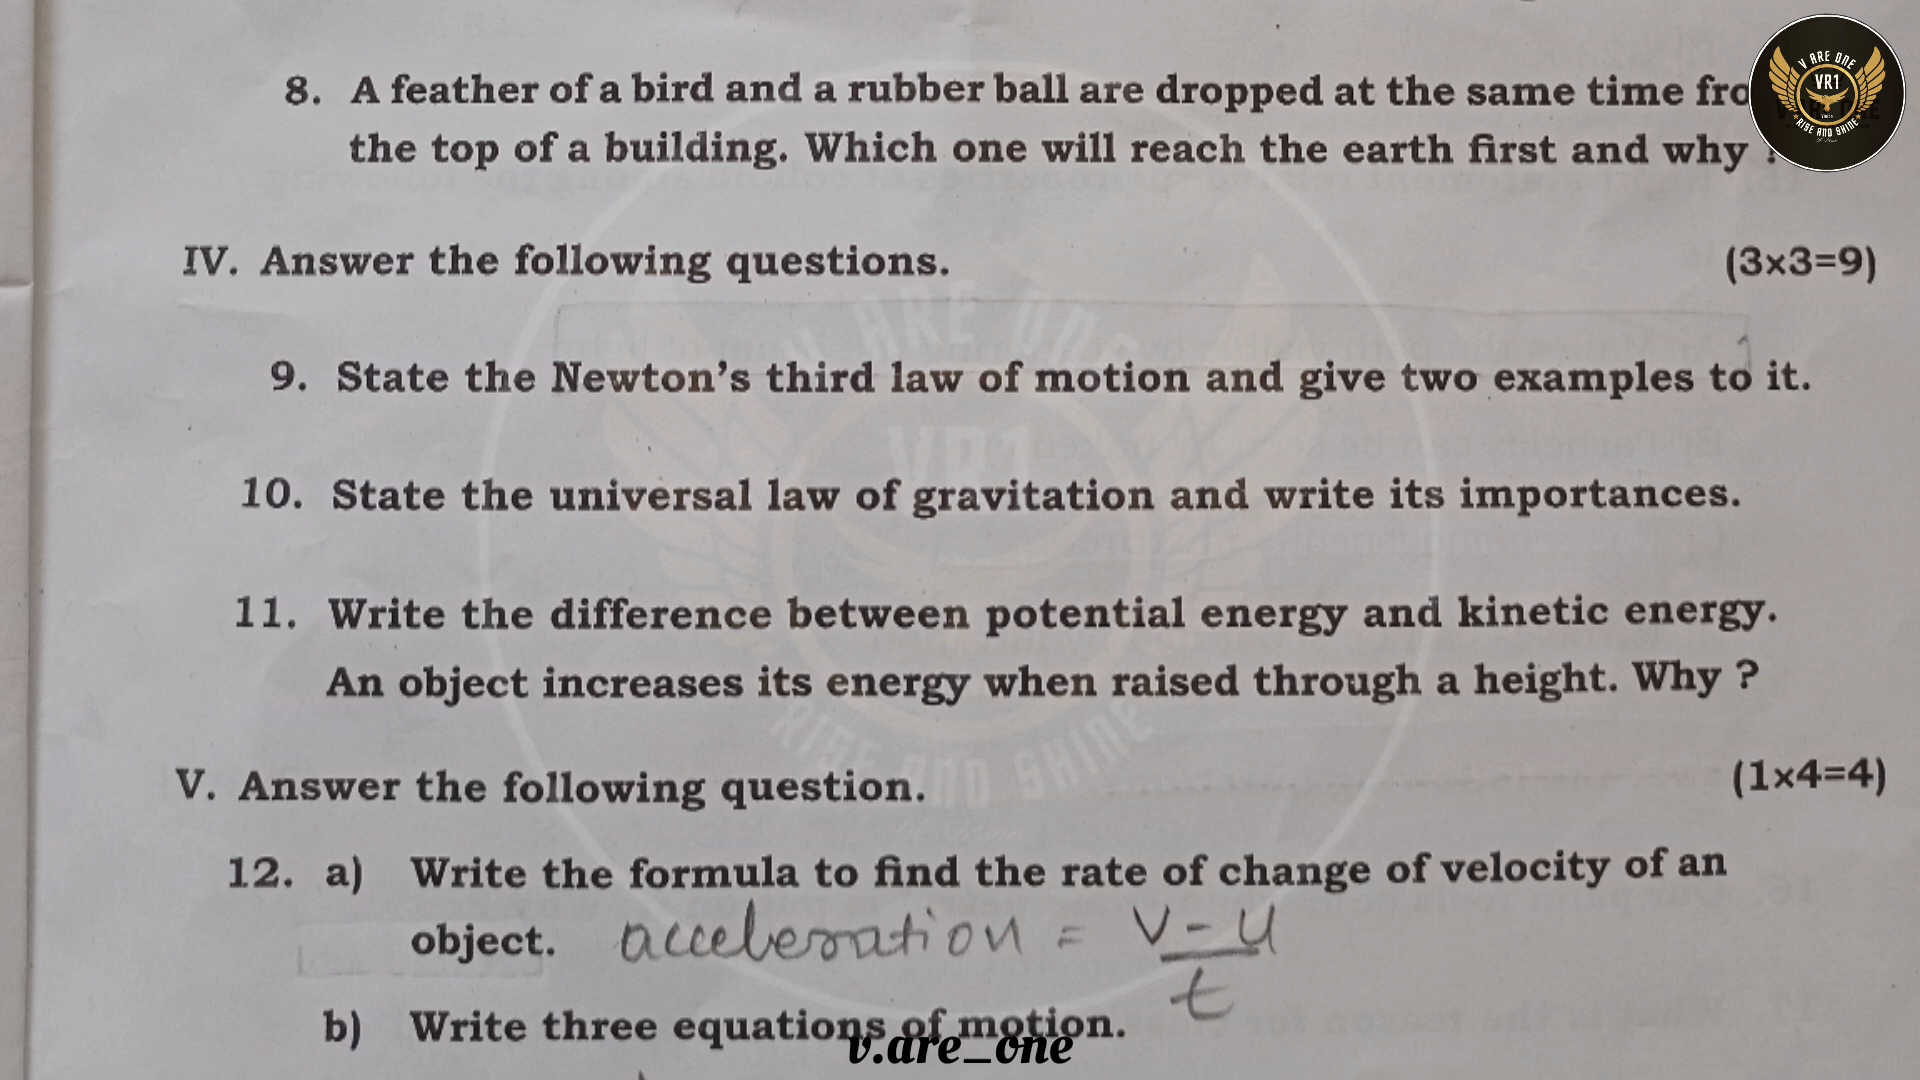 8. A feather of a bird and a rubber ball are dropped at the same time fro
the top of a building. Which one will reach the earth first and why ?
IV. Answer the following questions. (3×3=9)
9. State the Newton's third law of motion and give two examples to it.
10. State the universal law of gravitation and write its importances.
11. Write the difference between potential energy and kinetic energy.
An object increases its energy when raised through a height. Why ?
V. Answer the following question. (1×4=4)
12. a) Write the formula to find the rate of change of velocity of an
object. acceleration = v - u
t
b) Write three equations of motion.
v.are_one
V ARE ONE
VR1
RISE AND SHINE
V ARE ONE
VR1
RISE AND SHINE